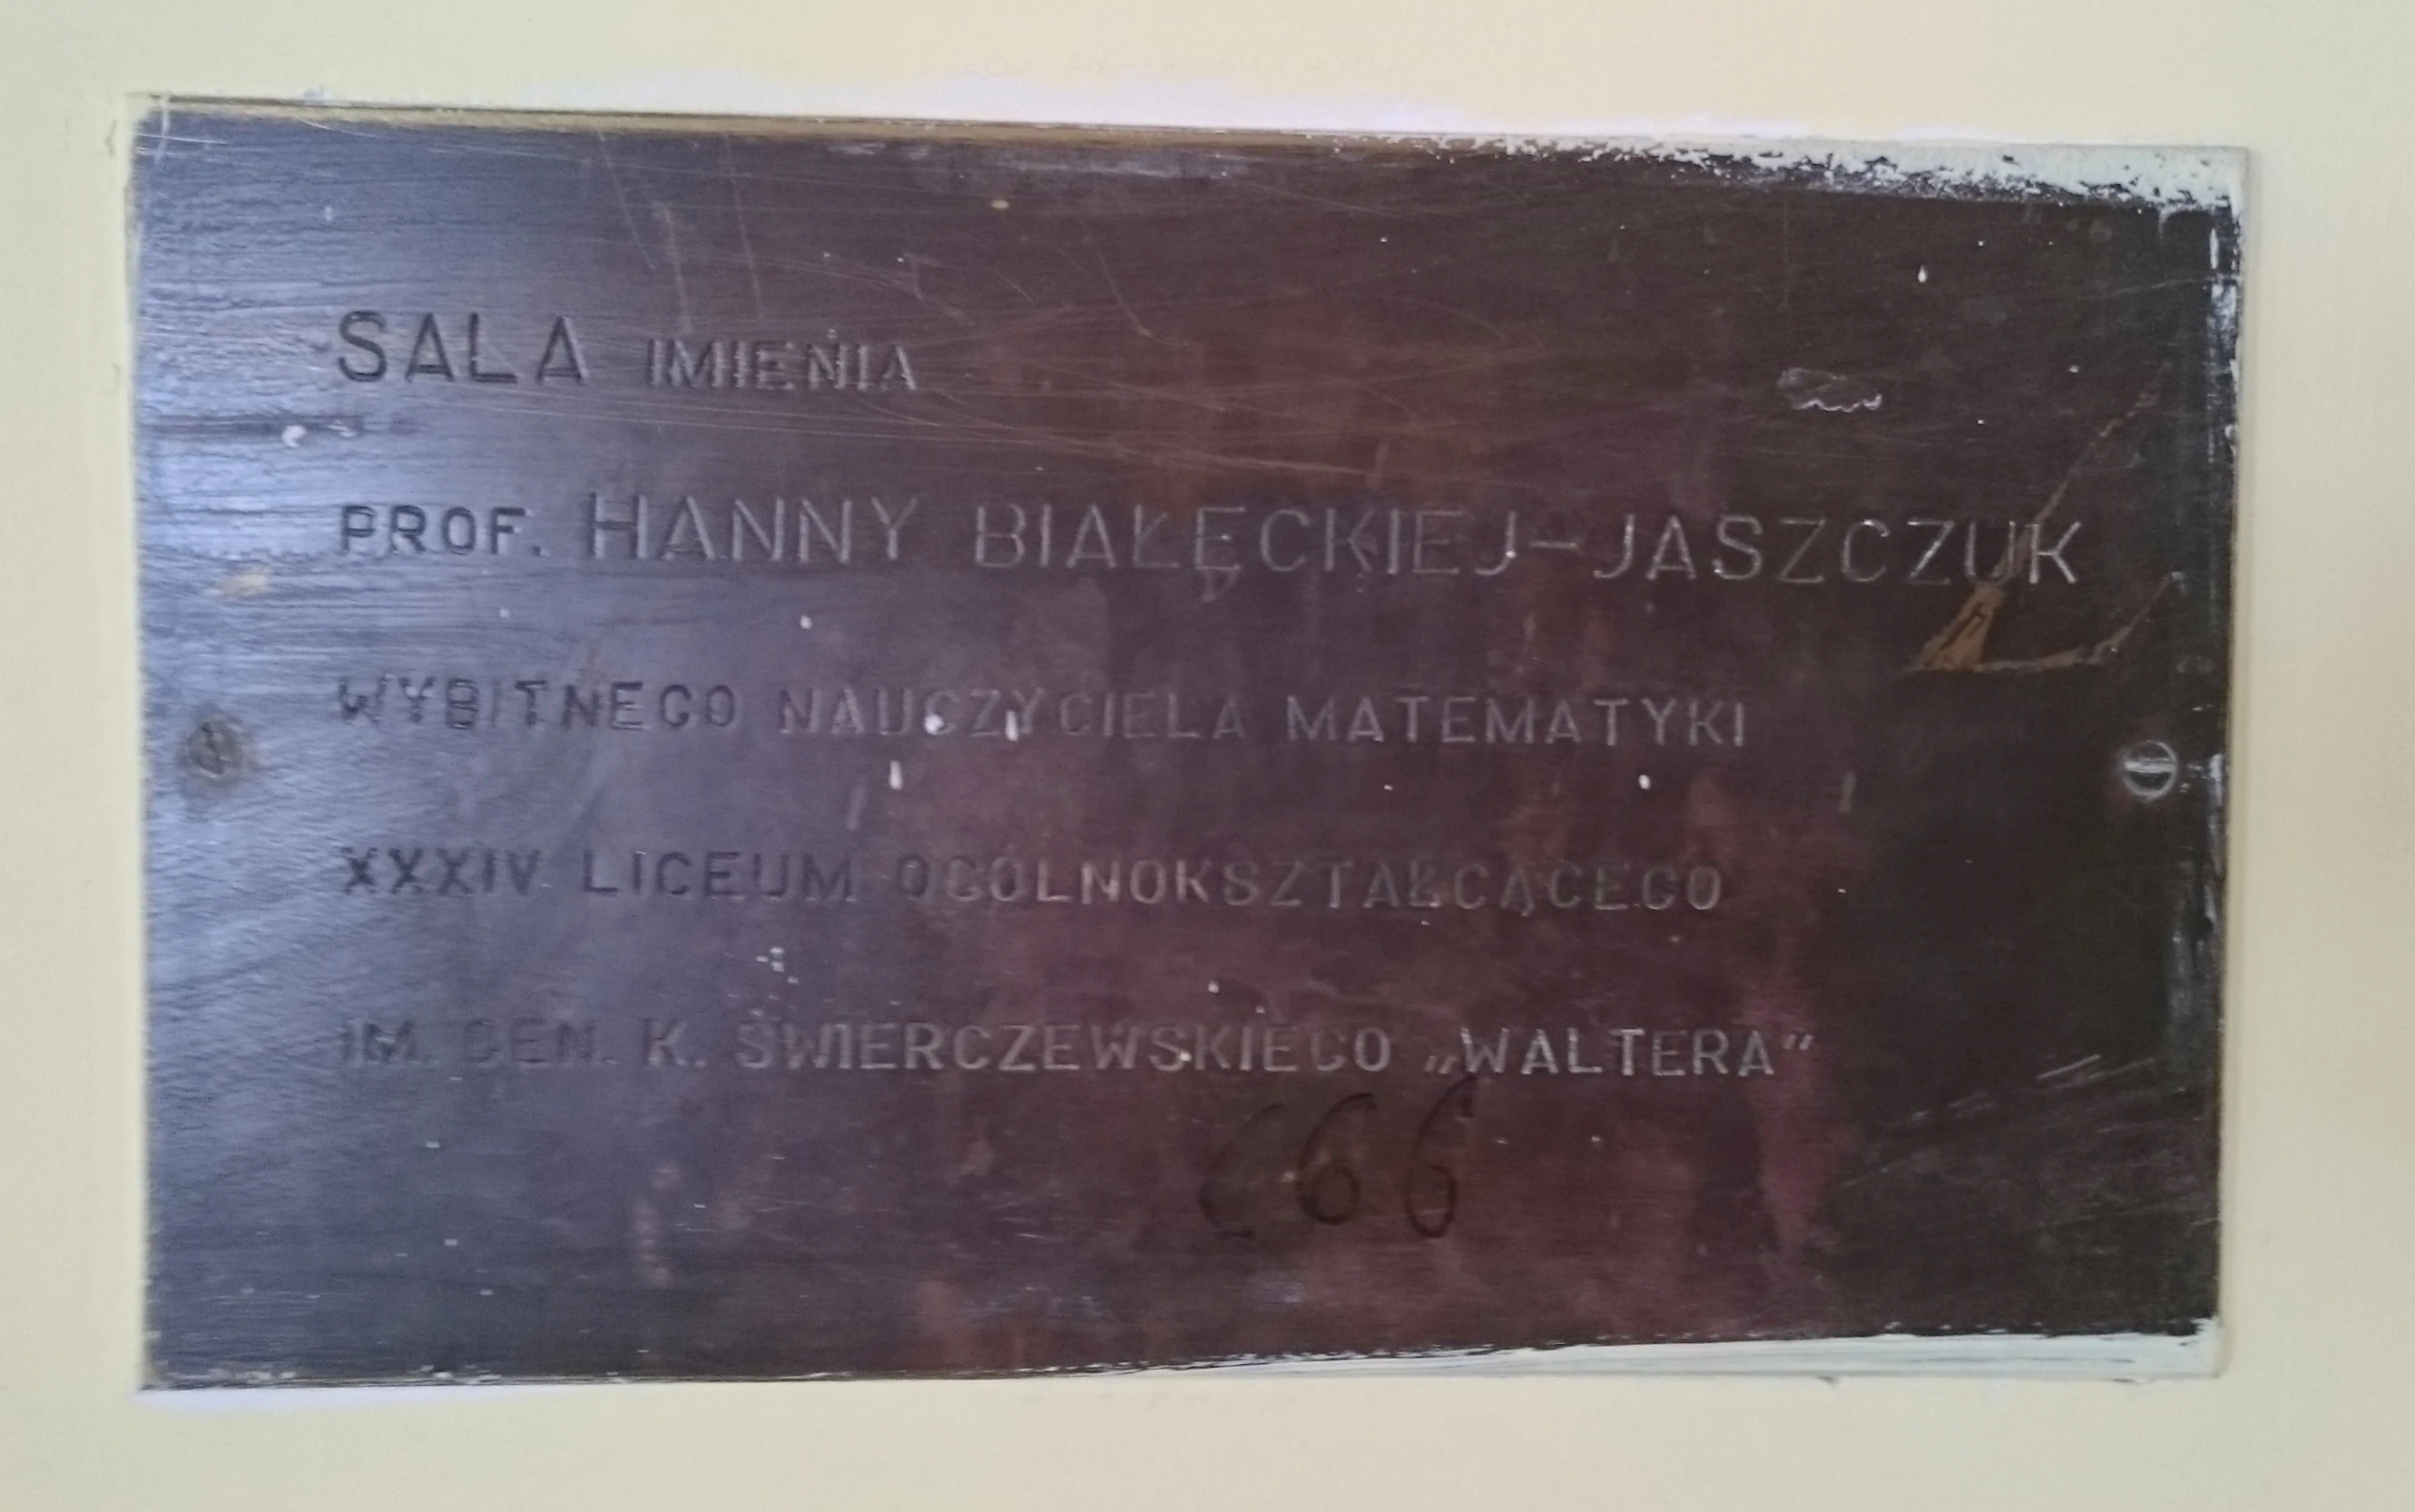 SALA IMIENIA
PROF. HANNY BIAŁĘCKIEJ-JASZCZUK
WYBITNEGO NAUCZYCIELA MATEMATYKI
XXXIV LICEUM OGÓLNOKSZTAŁCĄCEGO
IM. GEN. K. ŚWIERCZEWSKIEGO „WALTERA”
666